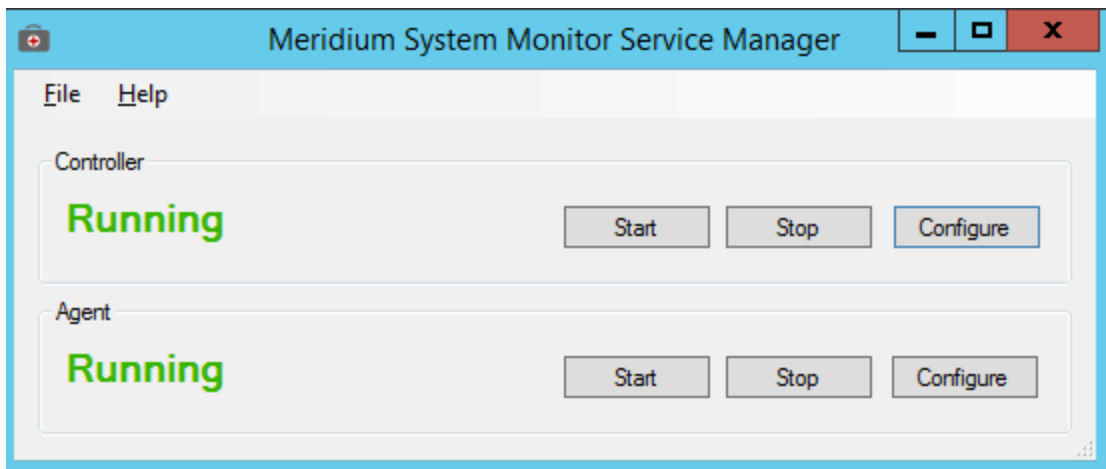 Meridium System Monitor Service Manager
File Help
Controller
Running Start Stop Configure
Agent
Running Start Stop Configure